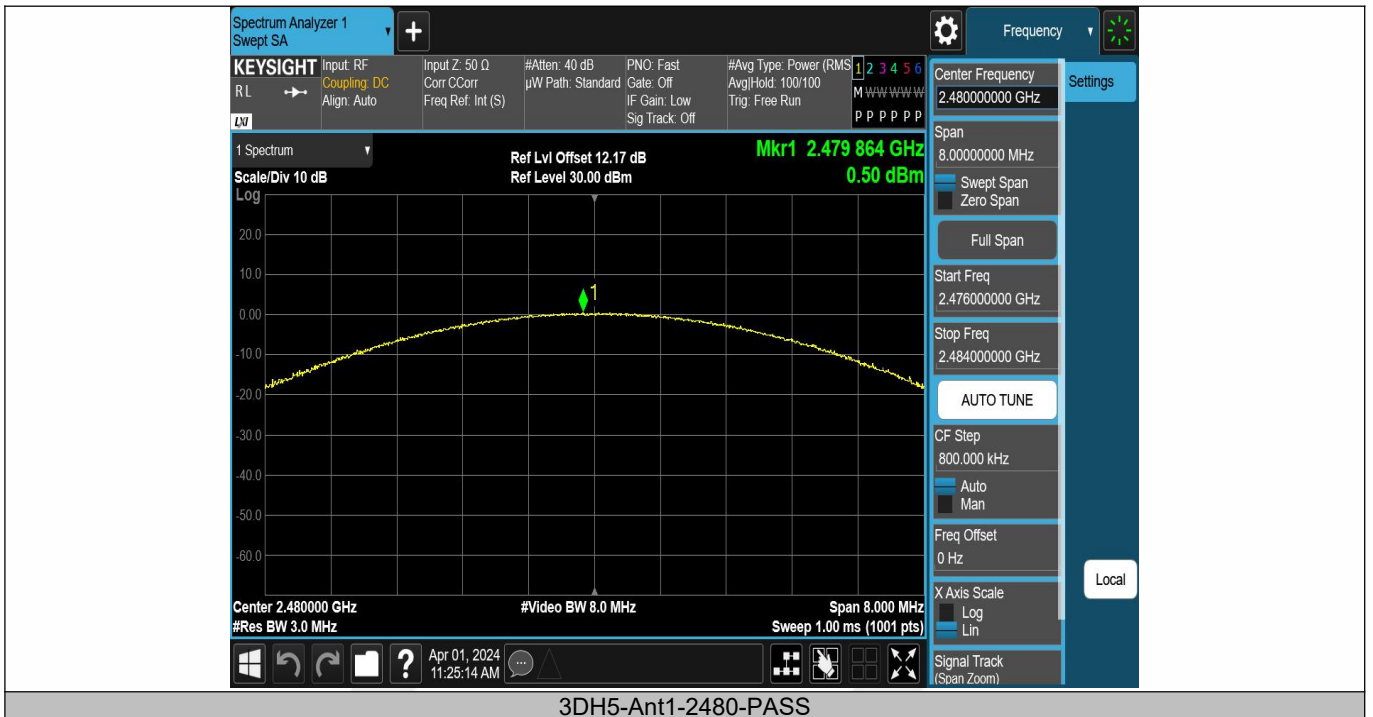 Spectrum Analyzer 1
Swept SA
Frequency
KEYSIGHT
RL
LXI
Input: RF
Coupling: DC
Align: Auto
Input Z: 50 Ω
Corr CCorr
Freq Ref: Int (S)
#Atten: 40 dB
µW Path: Standard
PNO: Fast
Gate: Off
IF Gain: Low
Sig Track: Off
#Avg Type: Power (RMS
Avg|Hold: 100/100
Trig: Free Run
1 2 3 4 5 6
M W W W W W
P P P P P P
1 Spectrum
Scale/Div 10 dB
Log
Ref Lvl Offset 12.17 dB
Ref Level 30.00 dBm
Mkr1 2.479 864 GHz
0.50 dBm
20.0
10.0
0.00
-10.0
-20.0
-30.0
-40.0
-50.0
-60.0
1
Center 2.480000 GHz
#Res BW 3.0 MHz
#Video BW 8.0 MHz
Span 8.000 MHz
Sweep 1.00 ms (1001 pts)
Apr 01, 2024
11:25:14 AM
Center Frequency
2.480000000 GHz
Settings
Span
8.00000000 MHz
Swept Span
Zero Span
Full Span
Start Freq
2.476000000 GHz
Stop Freq
2.484000000 GHz
AUTO TUNE
CF Step
800.000 kHz
Auto
Man
Freq Offset
0 Hz
X Axis Scale
Log
Lin
Local
Signal Track
(Span Zoom)
3DH5-Ant1-2480-PASS